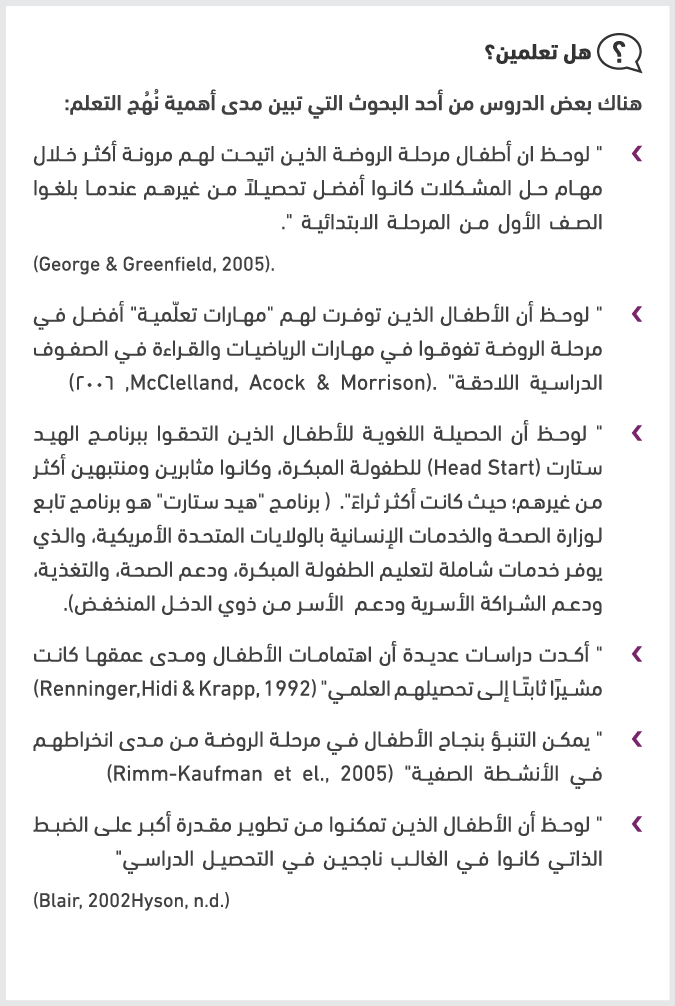 هل تعلمين؟
هناك بعض الدروس من أحد البحوث التي تبين مدى أهمية نُهُج التعلم:
" لوحظ ان أطفال مرحلة الروضة الذين اتيحت لهم مرونة أكثر خلال
مهام حل المشكلات كانوا أفضل تحصيلاً من غيرهم عندما بلغوا
الصف الأول من المرحلة الابتدائية ".
(George & Greenfield, 2005).
" لوحظ أن الأطفال الذين توفرت لهم "مهارات تعلّمية" أفضل في
مرحلة الروضة تفوقوا في مهارات الرياضيات والقراءة في الصفوف
الدراسية اللاحقة". (McClelland, Acock & Morrison, ٢٠٠٦)
" لوحظ أن الحصيلة اللغوية للأطفال الذين التحقوا ببرنامج الهيد
ستارت (Head Start) للطفولة المبكرة، وكانوا مثابرين ومنتبهين أكثر
من غيرهم؛ حيث كانت أكثر ثراءً". ( برنامج "هيد ستارت" هو برنامج تابع
لوزارة الصحة والخدمات الإنسانية بالولايات المتحدة الأمريكية، والذي
يوفر خدمات شاملة لتعليم الطفولة المبكرة، ودعم الصحة، والتغذية،
ودعم الشراكة الأسرية ودعم الأسر من ذوي الدخل المنخفض).
" أكدت دراسات عديدة أن اهتمامات الأطفال ومدى عمقها كانت
مشيرًا ثابتًا إلى تحصيلهم العلمي" (Renninger,Hidi & Krapp, 1992)
" يمكن التنبؤ بنجاح الأطفال في مرحلة الروضة من مدى انخراطهم
في الأنشطة الصفية" (Rimm-Kaufman et el., 2005)
" لوحظ أن الأطفال الذين تمكنوا من تطوير مقدرة أكبر على الضبط
الذاتي كانوا في الغالب ناجحين في التحصيل الدراسي"
(Blair, 2002Hyson, n.d.)